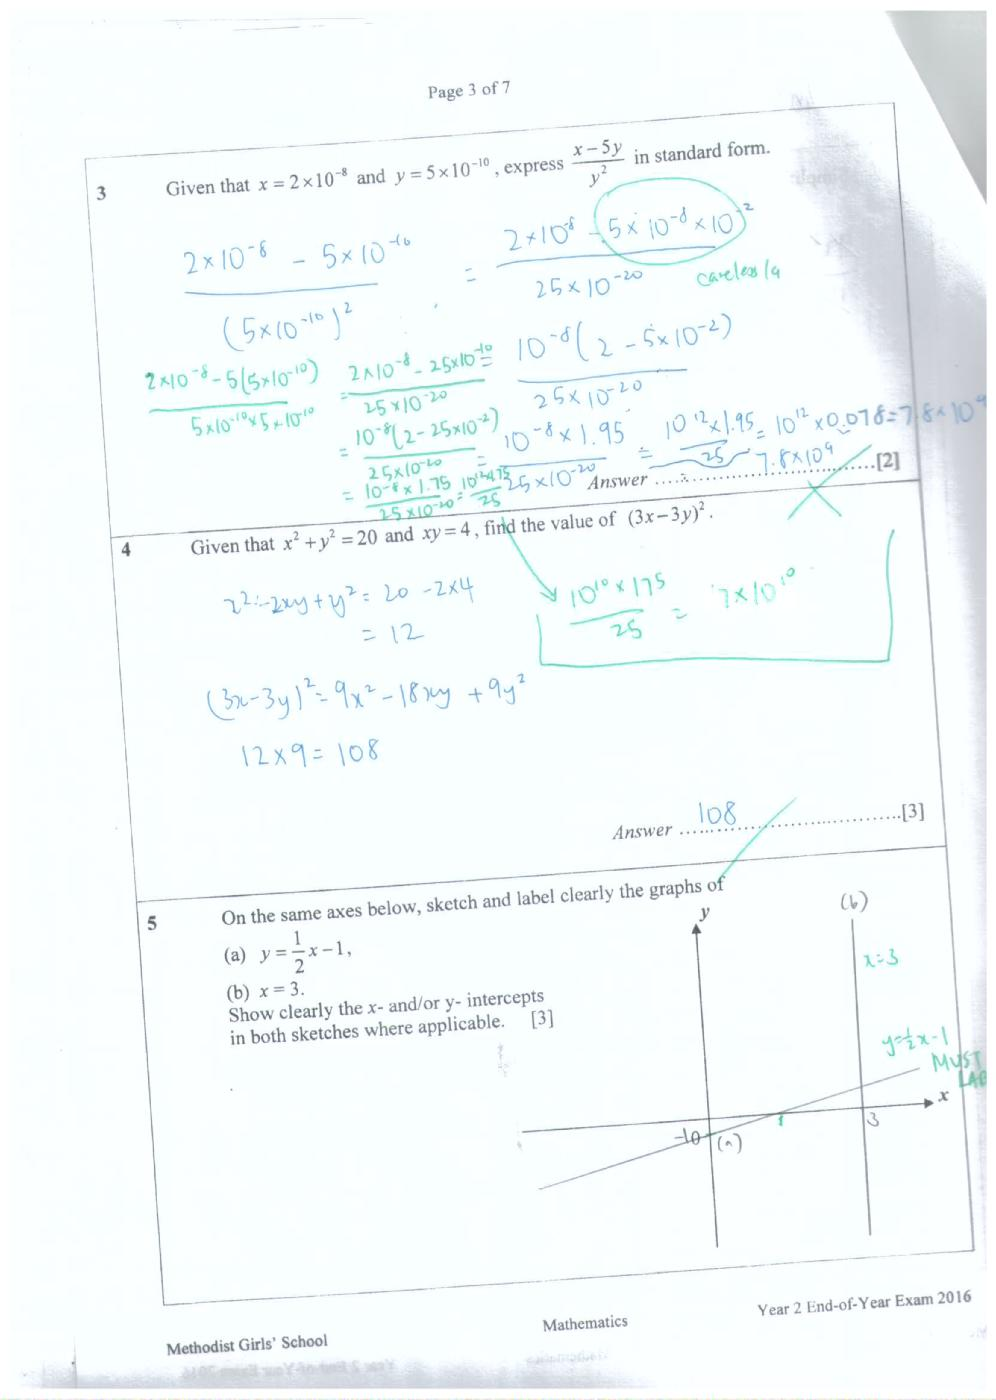 Page 3 of 7
3 Given that x = 2×10⁻⁸ and y = 5×10⁻¹⁰, express (x − 5y)/y² in standard form.
(2×10⁻⁸ − 5×10⁻¹⁰)/(5×10⁻¹⁰)² = (2×10⁻⁸ − 5×10⁻⁸×10⁻²)/(25×10⁻²⁰)
careless/q
= 10⁻⁸(2 − 5×10⁻²)/(25×10⁻²⁰)
(2×10⁻⁸ − 5(5×10⁻¹⁰))/(5×10⁻¹⁰×5×10⁻¹⁰) = (2×10⁻⁸ − 25×10⁻¹⁰)/(25×10⁻²⁰)
= 10⁻⁸(2 − 25×10⁻²)/(25×10⁻²⁰)
= (10⁻⁸×1.95)/(25×10⁻²⁰) = (10¹²×1.95)/25 = 10¹²×0.078 = 7.8×10⁹
= (10⁻⁸×1.75)/(25×10⁻²⁰) = (10¹²×1.75)/25
Answer 7.8×10⁹ [2]
4 Given that x² + y² = 20 and xy = 4, find the value of (3x − 3y)².
(10¹⁰×175)/25 = 7×10¹⁰
x² − 2xy + y² = 20 − 2×4
= 12
(3x−3y)² = 9x² − 18xy + 9y²
12×9 = 108
Answer 108 [3]
5 On the same axes below, sketch and label clearly the graphs of
(a) y = 1/2 x − 1,
(b) x = 3.
Show clearly the x- and/or y- intercepts
in both sketches where applicable. [3]
y
(b)
x=3
y=½x−1
MUST
LAB
x
1
3
−1
0
(a)
Methodist Girls' School
Mathematics
Year 2 End-of-Year Exam 2016